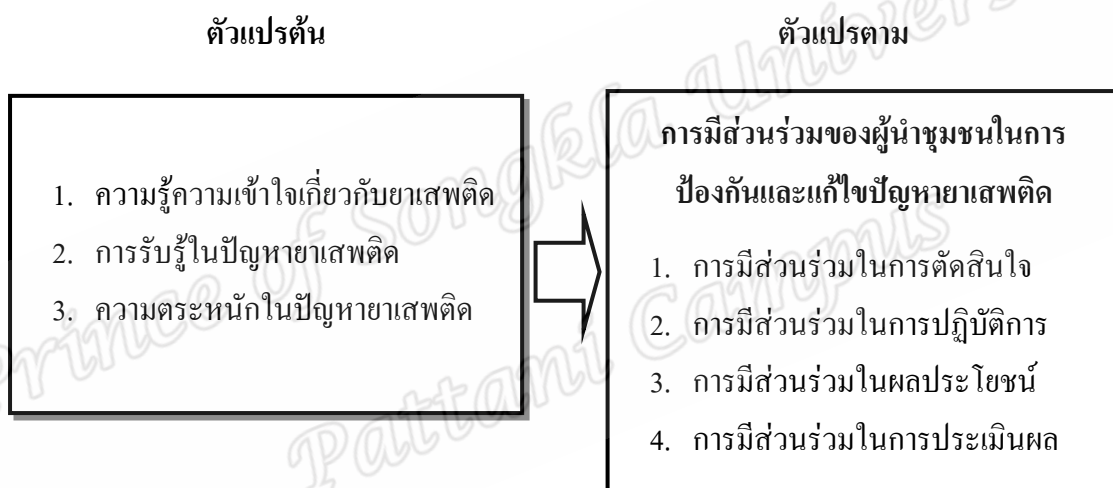 ตัวแปรต้น
1. ความรู้ความเข้าใจเกี่ยวกับยาเสพติด
2. การรับรู้ในปัญหายาเสพติด
3. ความตระหนักในปัญหายาเสพติด
ตัวแปรตาม
การมีส่วนร่วมของผู้นำชุมชนในการ
ป้องกันและแก้ไขปัญหายาเสพติด
1. การมีส่วนร่วมในการตัดสินใจ
2. การมีส่วนร่วมในการปฏิบัติการ
3. การมีส่วนร่วมในผลประโยชน์
4. การมีส่วนร่วมในการประเมินผล
Prince of Songkla Univers
Pattani Campus